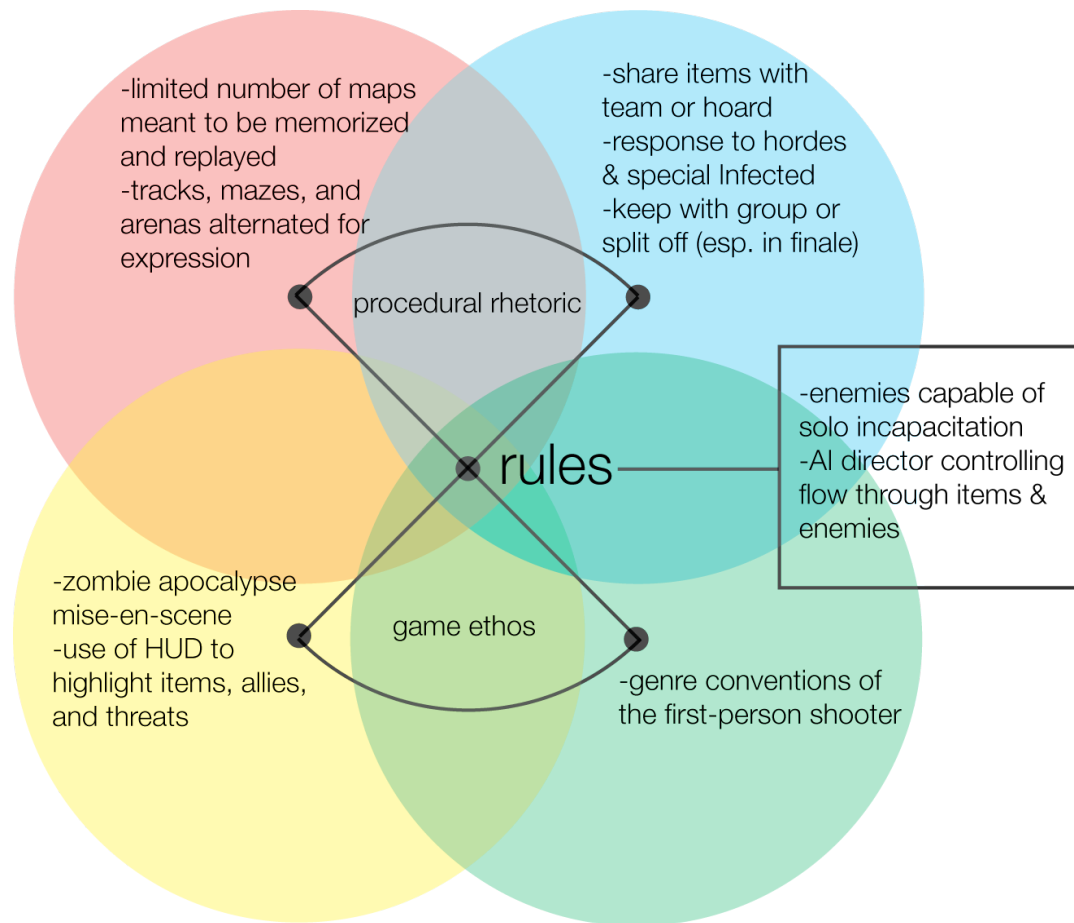 -limited number of maps
meant to be memorized
and replayed
-tracks, mazes, and
arenas alternated for
expression
-share items with
team or hoard
-response to hordes
& special Infected
-keep with group or
split off (esp. in finale)
procedural rhetoric
rules
-enemies capable of
solo incapacitation
-AI director controlling
flow through items &
enemies
-zombie apocalypse
mise-en-scene
-use of HUD to
highlight items, allies,
and threats
game ethos
-genre conventions of
the first-person shooter